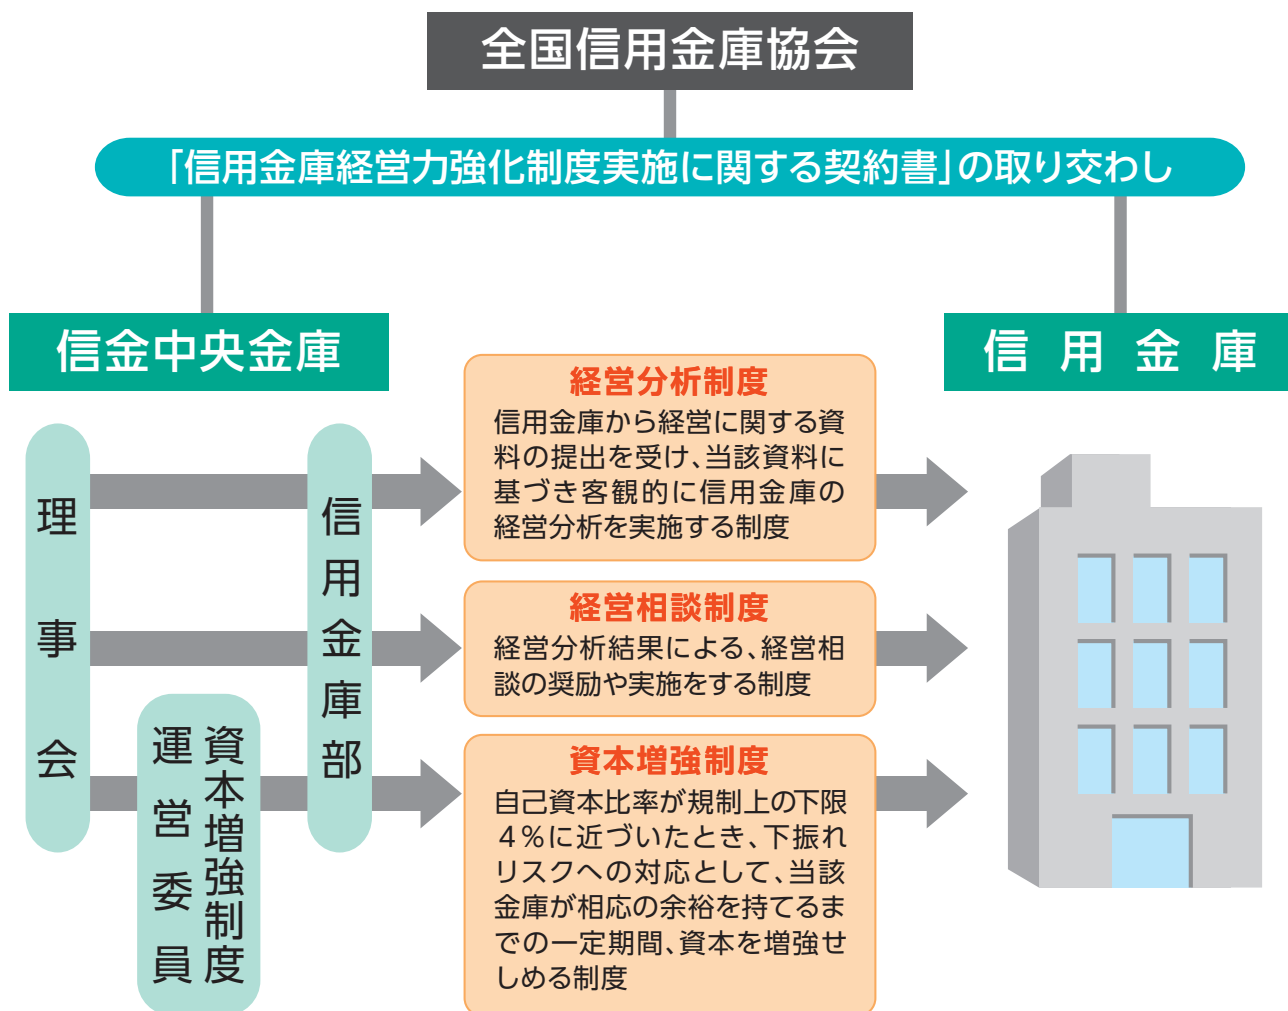 全国信用金庫協会
「信用金庫経営力強化制度実施に関する契約書」の取り交わし
信金中央金庫
信用金庫
理事会
資本増強制度
運営委員
信用金庫部
経営分析制度
信用金庫から経営に関する資
料の提出を受け、当該資料に
基づき客観的に信用金庫の
経営分析を実施する制度
経営相談制度
経営分析結果による、経営相
談の奨励や実施をする制度
資本増強制度
自己資本比率が規制上の下限
4%に近づいたとき、下振れ
リスクへの対応として、当該
金庫が相応の余裕を持てるま
での一定期間、資本を増強せ
しめる制度